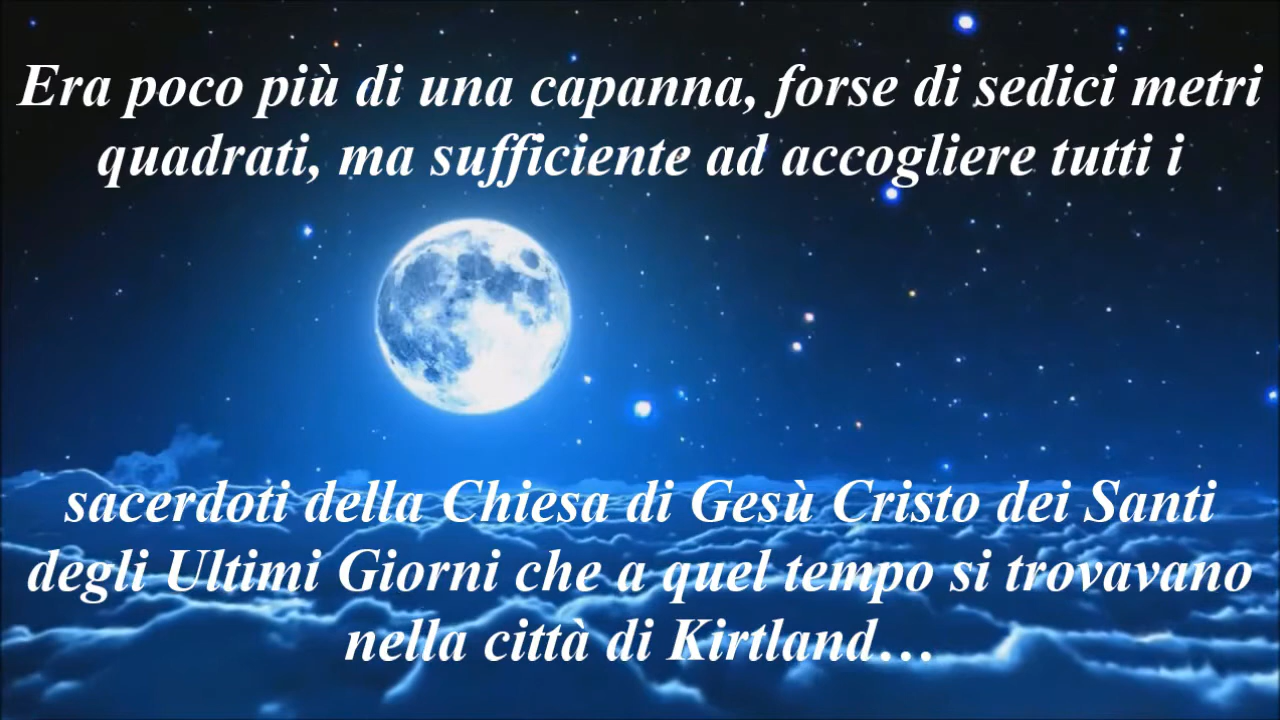 Era poco più di una capanna, forse di sedici metri
quadrati, ma sufficiente ad accogliere tutti i
sacerdoti della Chiesa di Gesù Cristo dei Santi
degli Ultimi Giorni che a quel tempo si trovavano
nella città di Kirtland…